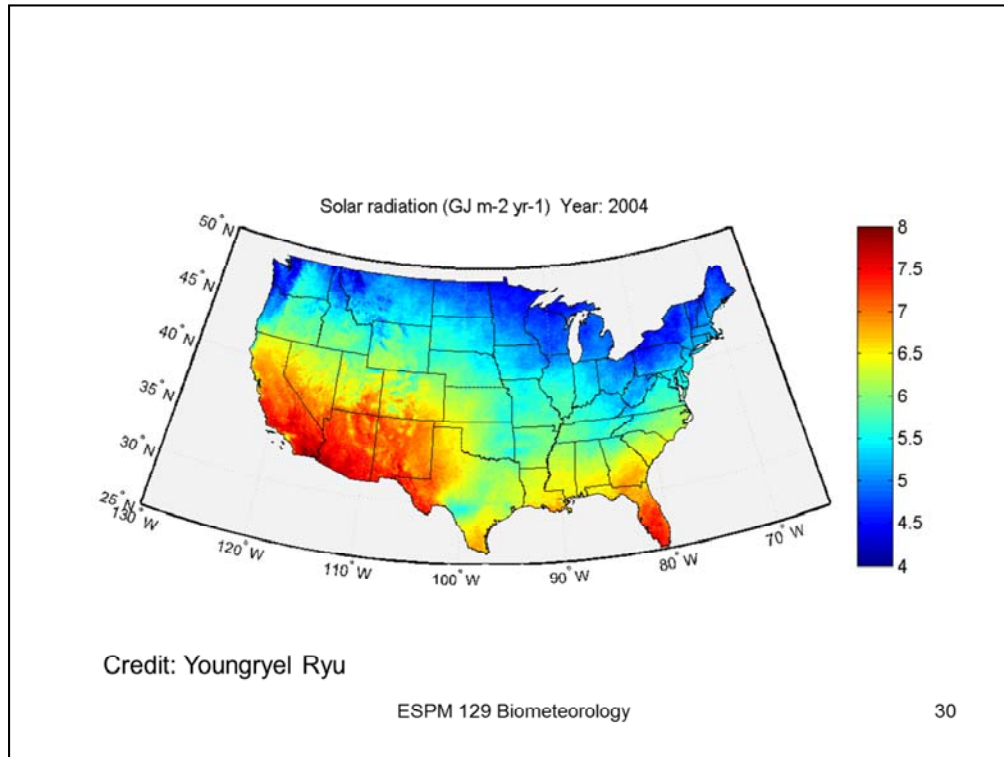 Solar radiation (GJ m-2 yr-1) Year: 2004
50° N
45° N
40° N
35° N
30° N
25° N
130° W
120° W
110° W
100° W
90° W
80° W
70° W
8
7.5
7
6.5
6
5.5
5
4.5
4
Credit: Youngryel Ryu
ESPM 129 Biometeorology
30